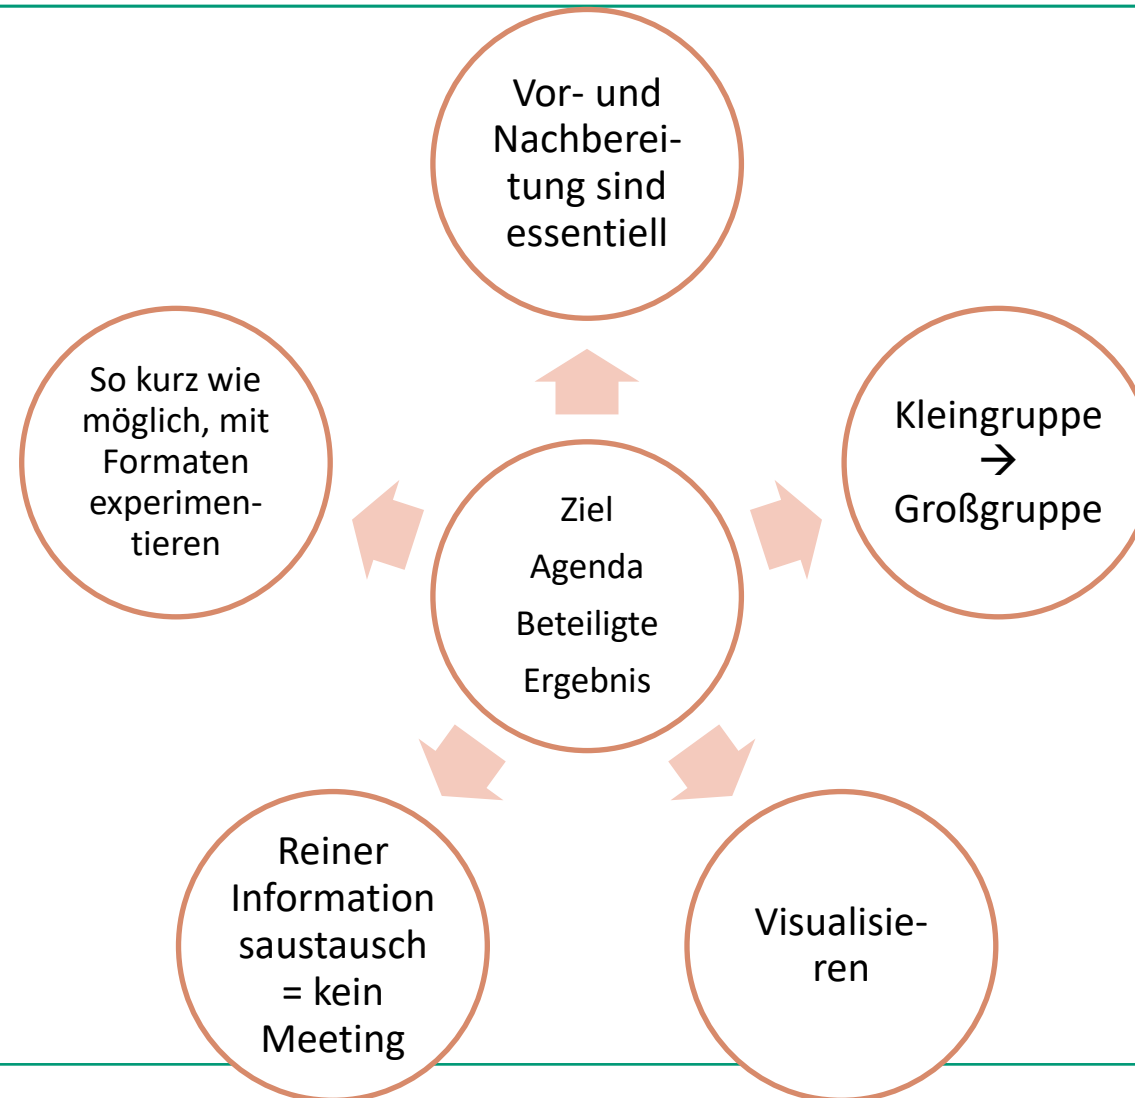 Vor- und
Nachberei-
tung sind
essentiell
So kurz wie
möglich, mit
Formaten
experimen-
tieren
Kleingruppe
→
Großgruppe
Ziel
Agenda
Beteiligte
Ergebnis
Reiner
Information
saustausch
= kein
Meeting
Visualisie-
ren